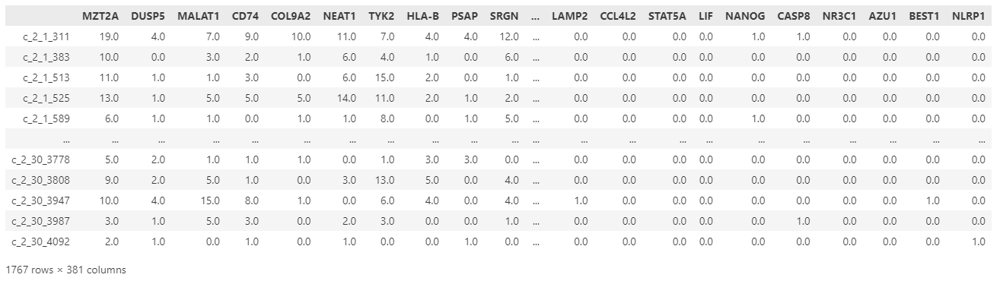 MZT2A DUSP5 MALAT1 CD74 COL9A2 NEAT1 TYK2 HLA-B PSAP SRGN ... LAMP2 CCL4L2 STAT5A LIF NANOG CASP8 NR3C1 AZU1 BEST1 NLRP1
c_2_1_311 19.0 4.0 7.0 9.0 10.0 11.0 7.0 4.0 4.0 12.0 ... 0.0 0.0 0.0 0.0 1.0 1.0 0.0 0.0 0.0 0.0
c_2_1_383 10.0 0.0 3.0 2.0 1.0 6.0 4.0 1.0 0.0 6.0 ... 0.0 0.0 0.0 0.0 0.0 0.0 0.0 0.0 0.0 0.0
c_2_1_513 11.0 1.0 1.0 3.0 0.0 6.0 15.0 2.0 0.0 1.0 ... 0.0 0.0 0.0 0.0 0.0 0.0 0.0 0.0 0.0 0.0
c_2_1_525 13.0 1.0 5.0 5.0 5.0 14.0 11.0 2.0 1.0 2.0 ... 0.0 0.0 0.0 0.0 0.0 0.0 0.0 0.0 0.0 0.0
c_2_1_589 6.0 1.0 1.0 0.0 1.0 1.0 8.0 0.0 1.0 5.0 ... 0.0 0.0 0.0 0.0 1.0 0.0 0.0 0.0 0.0 0.0
... ... ... ... ... ... ... ... ... ... ... ... ... ... ... ... ... ... ... ... ... ...
c_2_30_3778 5.0 2.0 1.0 1.0 1.0 0.0 1.0 3.0 3.0 0.0 ... 0.0 0.0 0.0 0.0 0.0 0.0 0.0 0.0 0.0 0.0
c_2_30_3808 9.0 2.0 5.0 1.0 0.0 3.0 13.0 5.0 0.0 4.0 ... 0.0 0.0 0.0 0.0 0.0 0.0 0.0 0.0 0.0 0.0
c_2_30_3947 10.0 4.0 15.0 8.0 1.0 0.0 6.0 4.0 0.0 4.0 ... 1.0 0.0 0.0 0.0 0.0 0.0 0.0 0.0 1.0 0.0
c_2_30_3987 3.0 1.0 5.0 3.0 0.0 2.0 3.0 0.0 0.0 1.0 ... 0.0 0.0 0.0 0.0 0.0 1.0 0.0 0.0 0.0 0.0
c_2_30_4092 2.0 1.0 0.0 1.0 0.0 1.0 0.0 0.0 1.0 0.0 ... 0.0 0.0 0.0 0.0 0.0 0.0 0.0 0.0 0.0 1.0
1767 rows × 381 columns